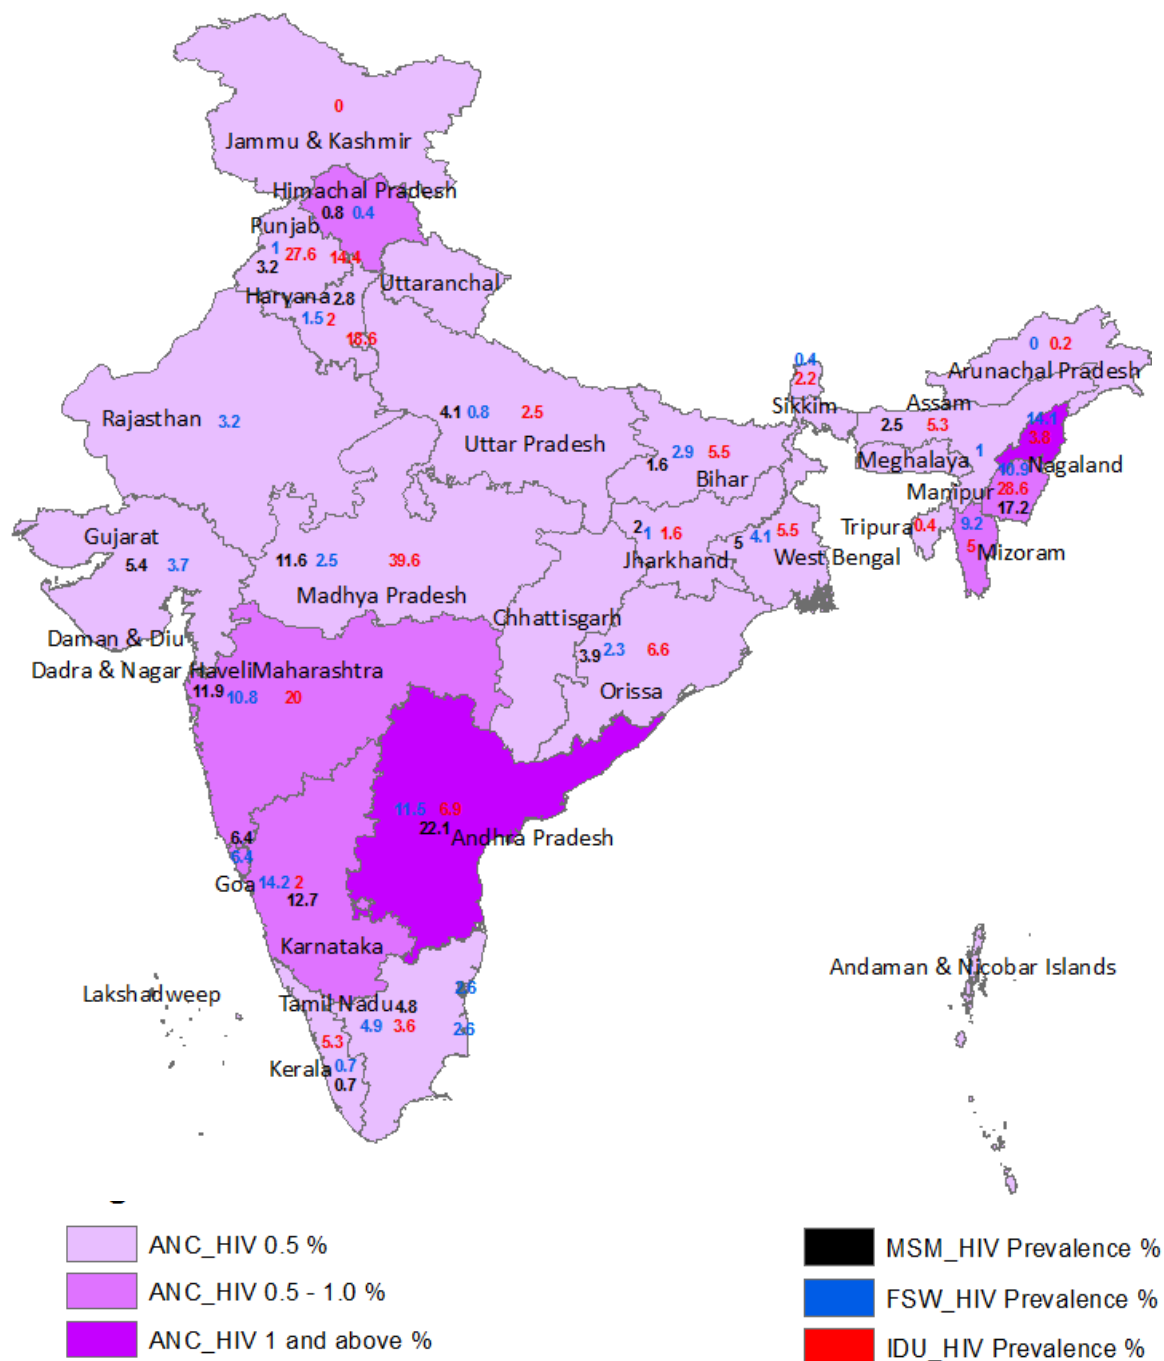 0
Jammu & Kashmir
Himachal Pradesh
0.8 0.4
Punjab
1 27.6 14.4
3.2
Uttaranchal
Haryana 2.8
1.5 2
18.6
Rajasthan 3.2
4.1 0.8 2.5
Uttar Pradesh
0.4
2.2
Sikkim
0 0.2
Arunachal Pradesh
Assam
2.5 5.3
Meghalaya 1
14.1
3.8
Nagaland
10.9
Manipur 28.6
17.2
Tripura 0.4
9.2
5 Mizoram
2.9 5.5
1.6
Bihar
2 1 1.6
Jharkhand
5 4.1 5.5
West Bengal
Gujarat
5.4 3.7
11.6 2.5 39.6
Madhya Pradesh
Chhattisgarh
3.9 2.3 6.6
Orissa
Daman & Diu
Dadra & Nagar Haveli Maharashtra
11.9 10.8 20
6.9
22.1 Andhra Pradesh
6.4
6.4
Goa 14.2 2
12.7
Karnataka
Lakshadweep
Tamil Nadu 4.8
4.9 3.6
2.6
2.6
5.3
Kerala 0.7
0.7
Andaman & Nicobar Islands
ANC_HIV 0.5 %
ANC_HIV 0.5 - 1.0 %
ANC_HIV 1 and above %
MSM_HIV Prevalence %
FSW_HIV Prevalence %
IDU_HIV Prevalence %